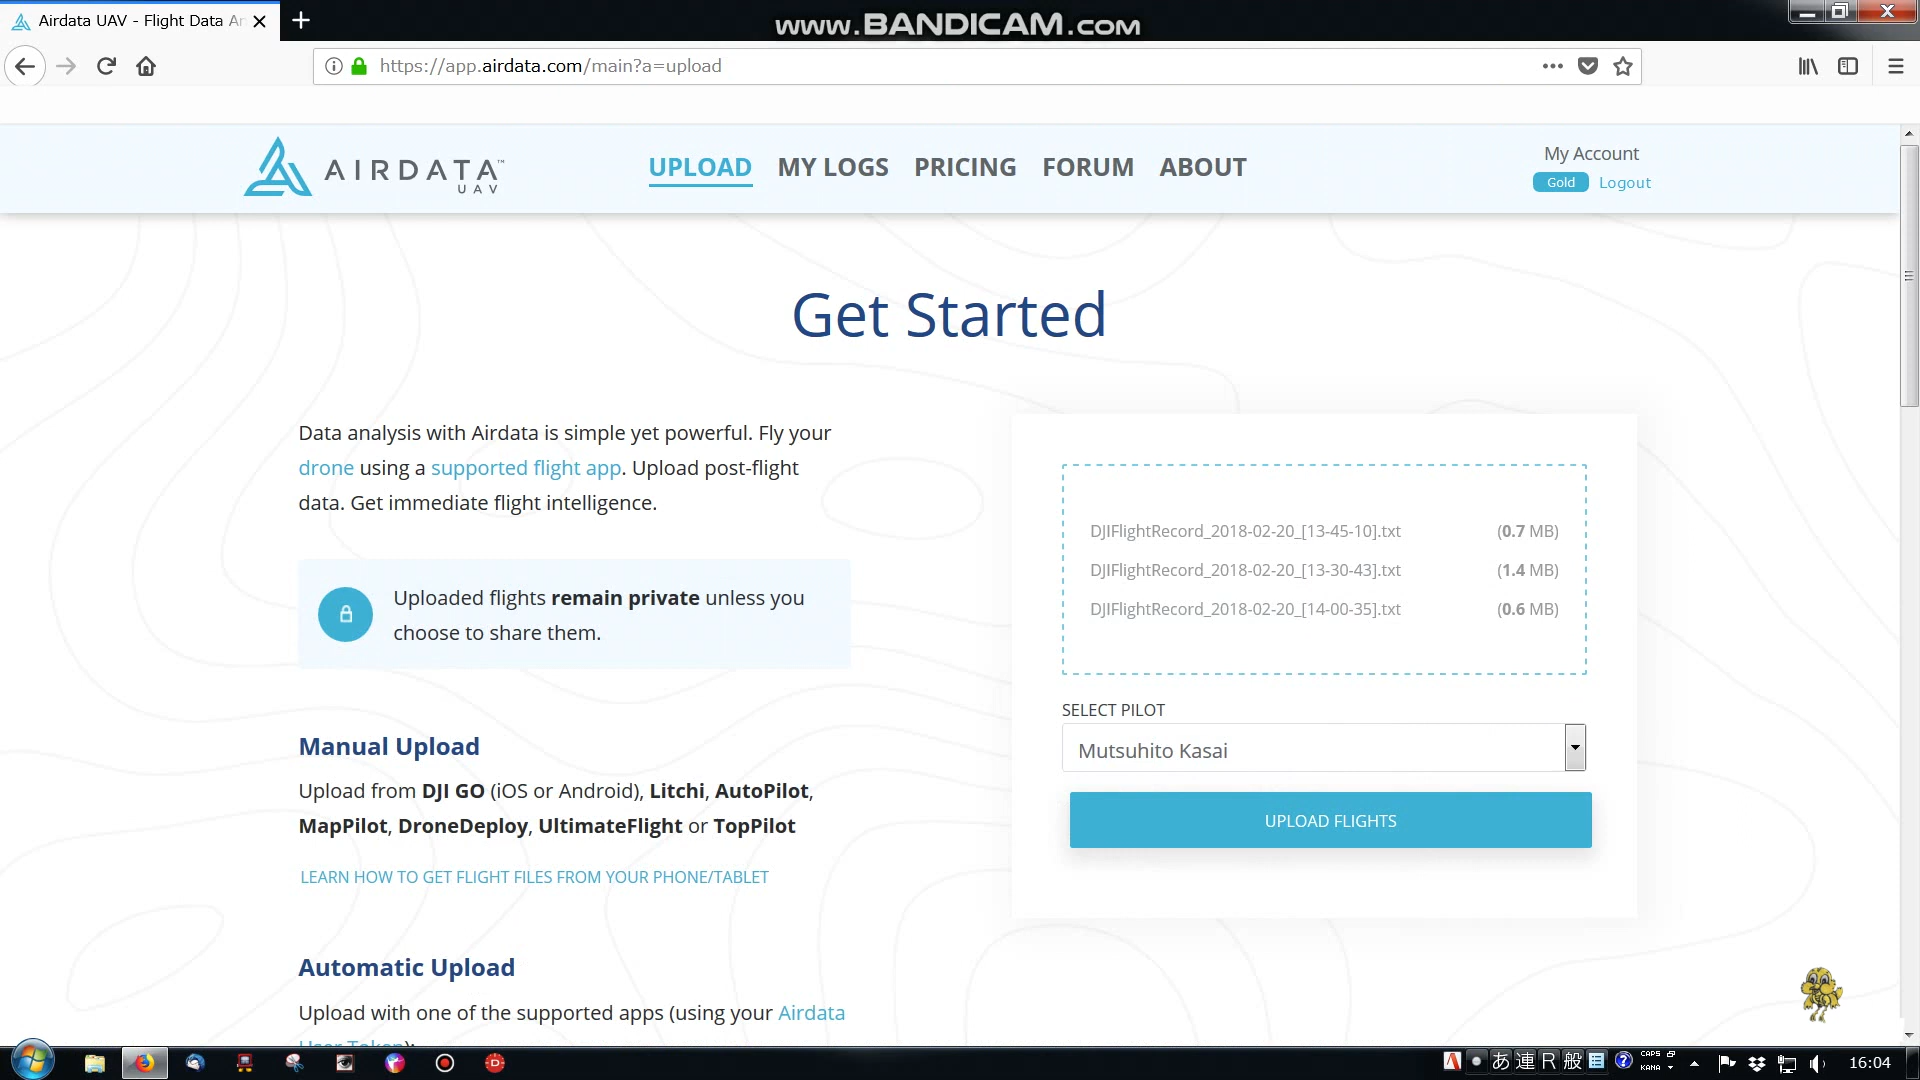 Airdata UAV - Flight Data An
www.BANDICAM.com
https://app.airdata.com/main?a=upload
AIRDATA™
UAV
UPLOAD MY LOGS PRICING FORUM ABOUT
My Account
Gold Logout
Get Started
Data analysis with Airdata is simple yet powerful. Fly your
drone using a supported flight app. Upload post-flight
data. Get immediate flight intelligence.
Uploaded flights remain private unless you
choose to share them.
Manual Upload
Upload from DJI GO (iOS or Android), Litchi, AutoPilot,
MapPilot, DroneDeploy, UltimateFlight or TopPilot
LEARN HOW TO GET FLIGHT FILES FROM YOUR PHONE/TABLET
Automatic Upload
Upload with one of the supported apps (using your Airdata
User Token):
DJIFlightRecord_2018-02-20_[13-45-10].txt (0.7 MB)
DJIFlightRecord_2018-02-20_[13-30-43].txt (1.4 MB)
DJIFlightRecord_2018-02-20_[14-00-35].txt (0.6 MB)
SELECT PILOT
Mutsuhito Kasai
UPLOAD FLIGHTS
A あ 連 R 般 ? CAPS KANA 16:04